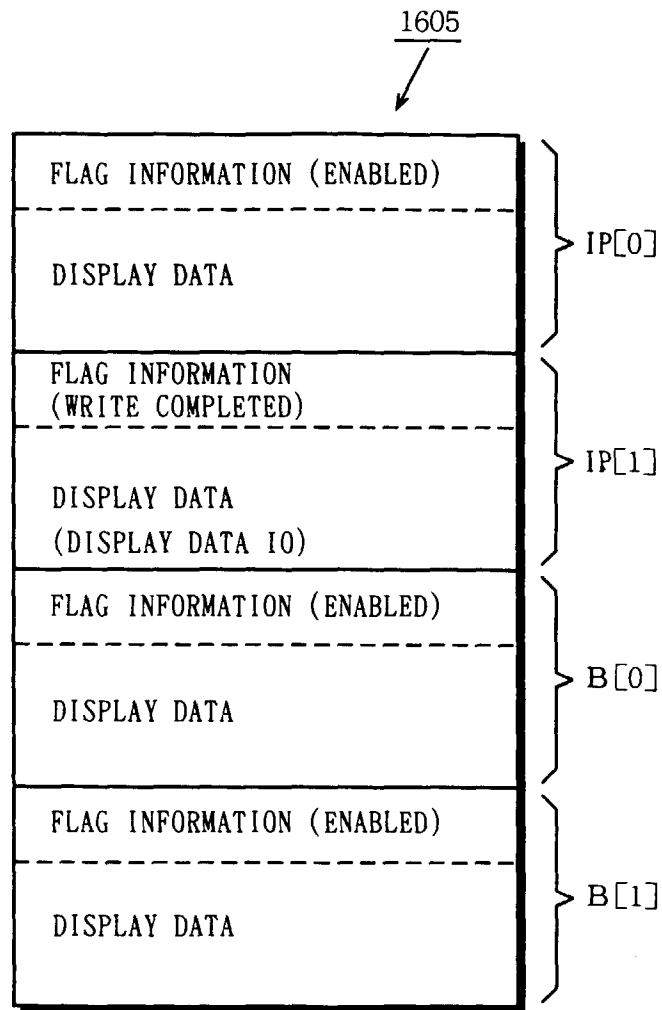 1605
FLAG INFORMATION (ENABLED)
DISPLAY DATA
IP[0]
FLAG INFORMATION
(WRITE COMPLETED)
DISPLAY DATA
(DISPLAY DATA I0)
IP[1]
FLAG INFORMATION (ENABLED)
DISPLAY DATA
B[0]
FLAG INFORMATION (ENABLED)
DISPLAY DATA
B[1]